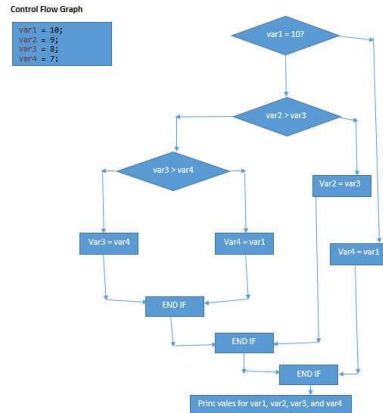 Control Flow Graph
var1 = 10;
var2 = 9;
var3 = 8;
var4 = 7;
var1 = 10?
var2 > var3
var3 > var4
Var2 = var3
Var3 = var4
Var4 = var1
Var4 = var1
END IF
END IF
END IF
Print vales for var1, var2, var3, and var4